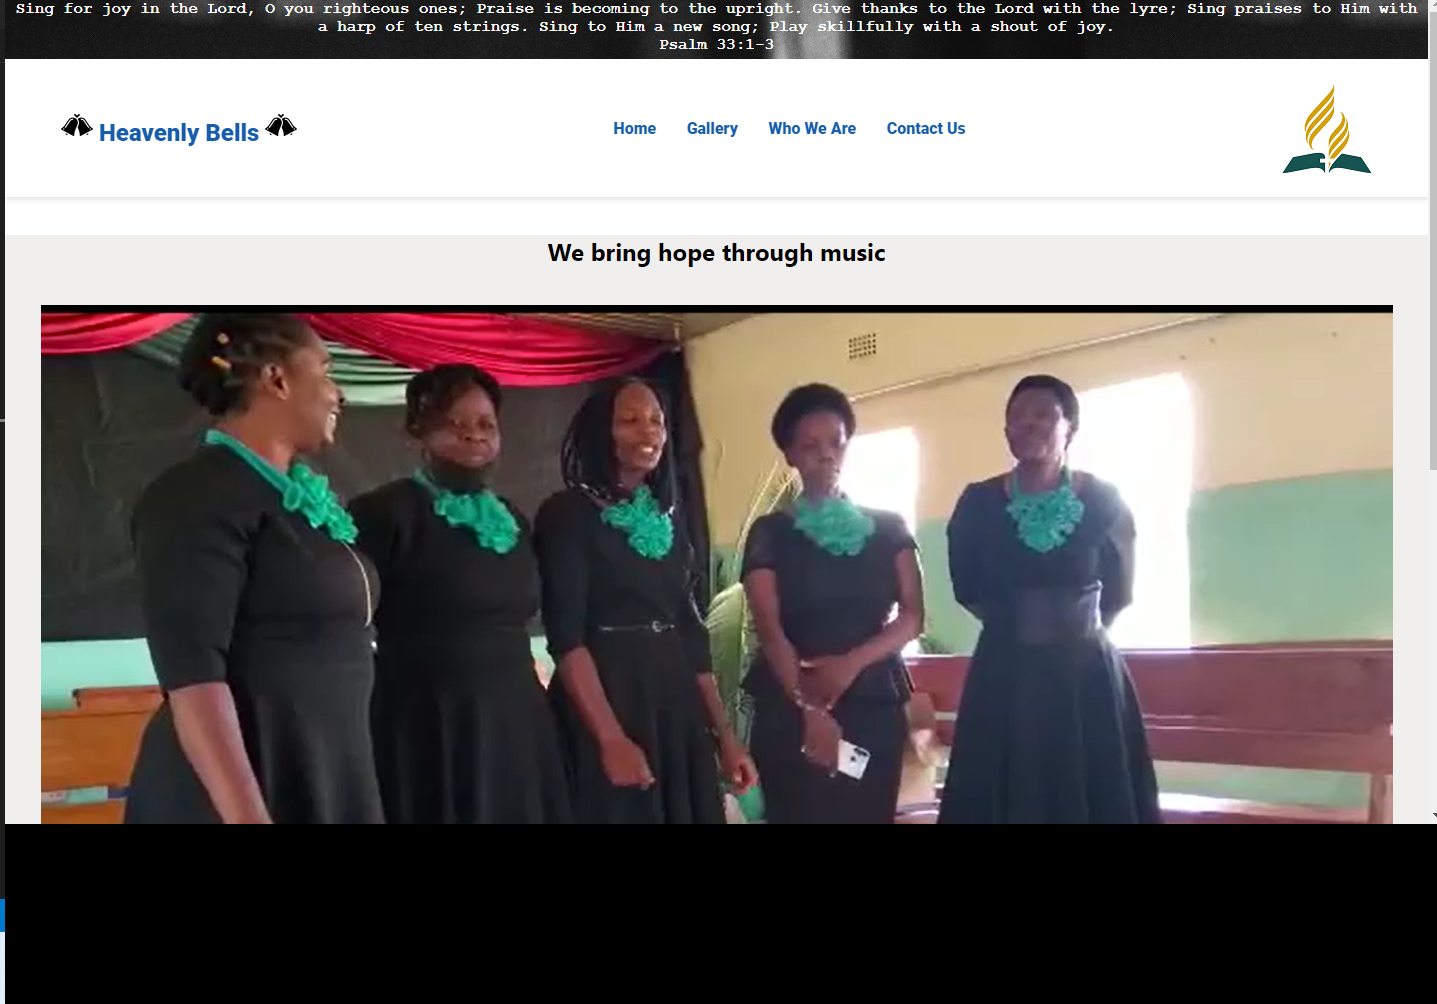 Sing for joy in the Lord, O you righteous ones; Praise is becoming to the upright. Give thanks to the Lord with the lyre; Sing praises to Him with
a harp of ten strings. Sing to Him a new song; Play skillfully with a shout of joy.
Psalm 33:1-3
Heavenly Bells
Home Gallery Who We Are Contact Us
We bring hope through music